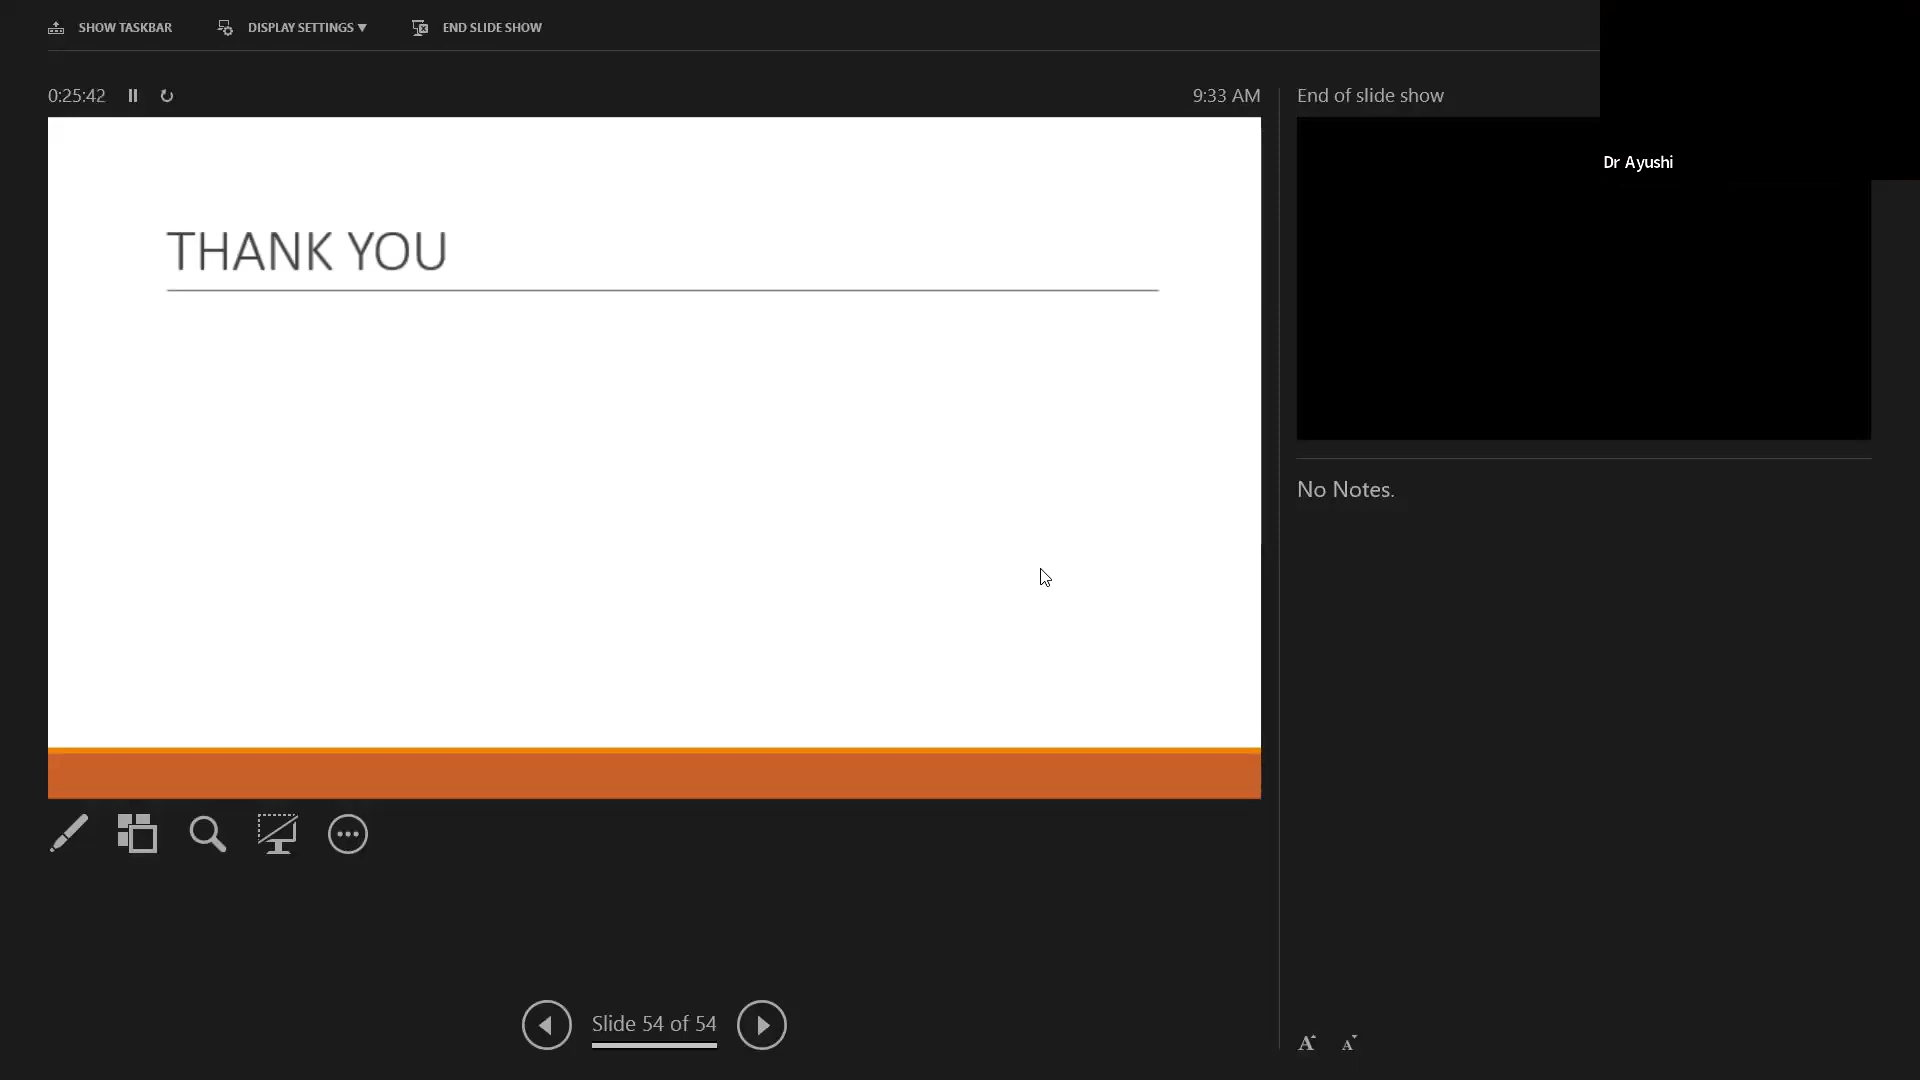 SHOW TASKBAR
DISPLAY SETTINGS ▼
END SLIDE SHOW
0:25:42
9:33 AM
End of slide show
Dr Ayushi
THANK YOU
No Notes.
Slide 54 of 54
A
A